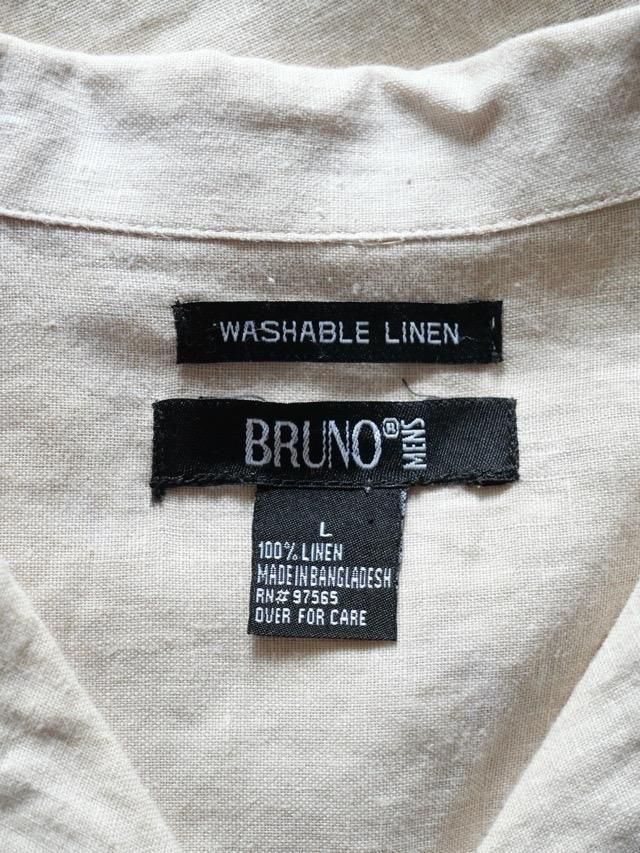 WASHABLE LINEN
BRUNO® MENS
L
100% LINEN
MADE IN BANGLADESH
RN# 97565
OVER FOR CARE